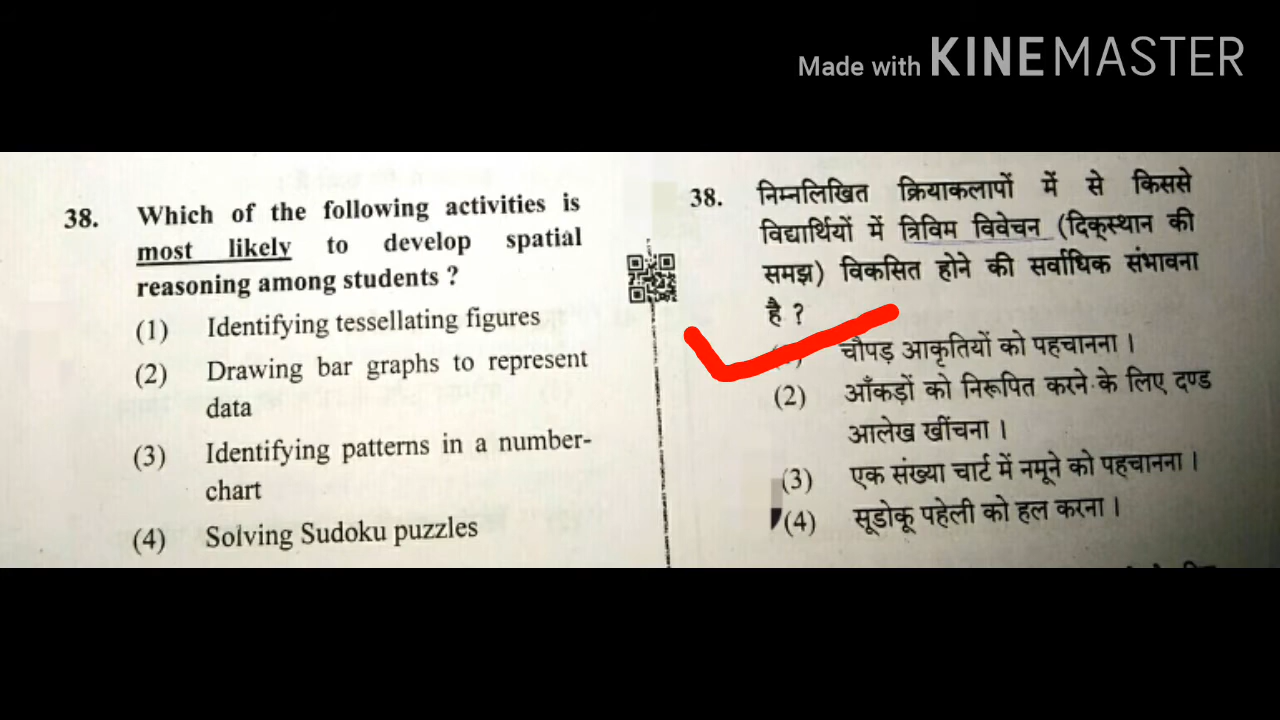 Made with KINEMASTER
38. Which of the following activities is
most likely to develop spatial
reasoning among students ?
(1) Identifying tessellating figures
(2) Drawing bar graphs to represent
data
(3) Identifying patterns in a number-
chart
(4) Solving Sudoku puzzles
38. निम्नलिखित क्रियाकलापों में से किससे
विद्यार्थियों में त्रिविम विवेचन (दिक्स्थान की
समझ) विकसित होने की सर्वाधिक संभावना
है ?
चौपड़ आकृतियों को पहचानना ।
(2) आँकड़ों को निरूपित करने के लिए दण्ड
आलेख खींचना ।
(3) एक संख्या चार्ट में नमूने को पहचानना ।
(4) सूडोकू पहेली को हल करना ।